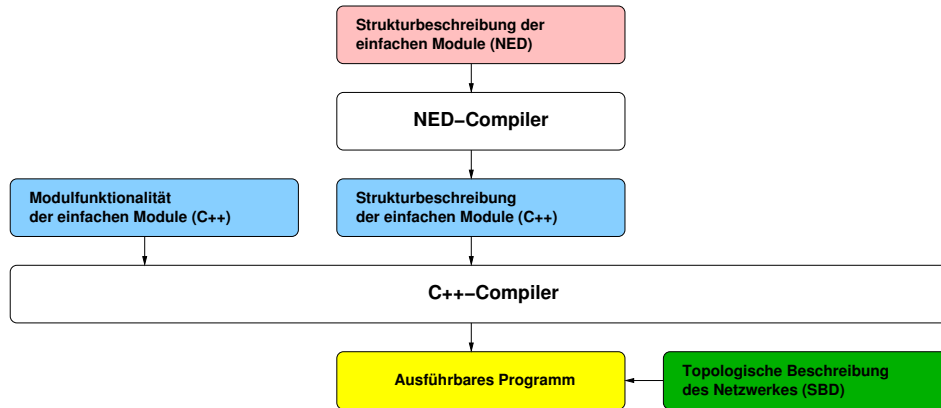 Strukturbeschreibung der
einfachen Module (NED)
NED−Compiler
Modulfunktionalität
der einfachen Module (C++)
Strukturbeschreibung
der einfachen Module (C++)
C++−Compiler
Ausführbares Programm
Topologische Beschreibung
des Netzwerkes (SBD)